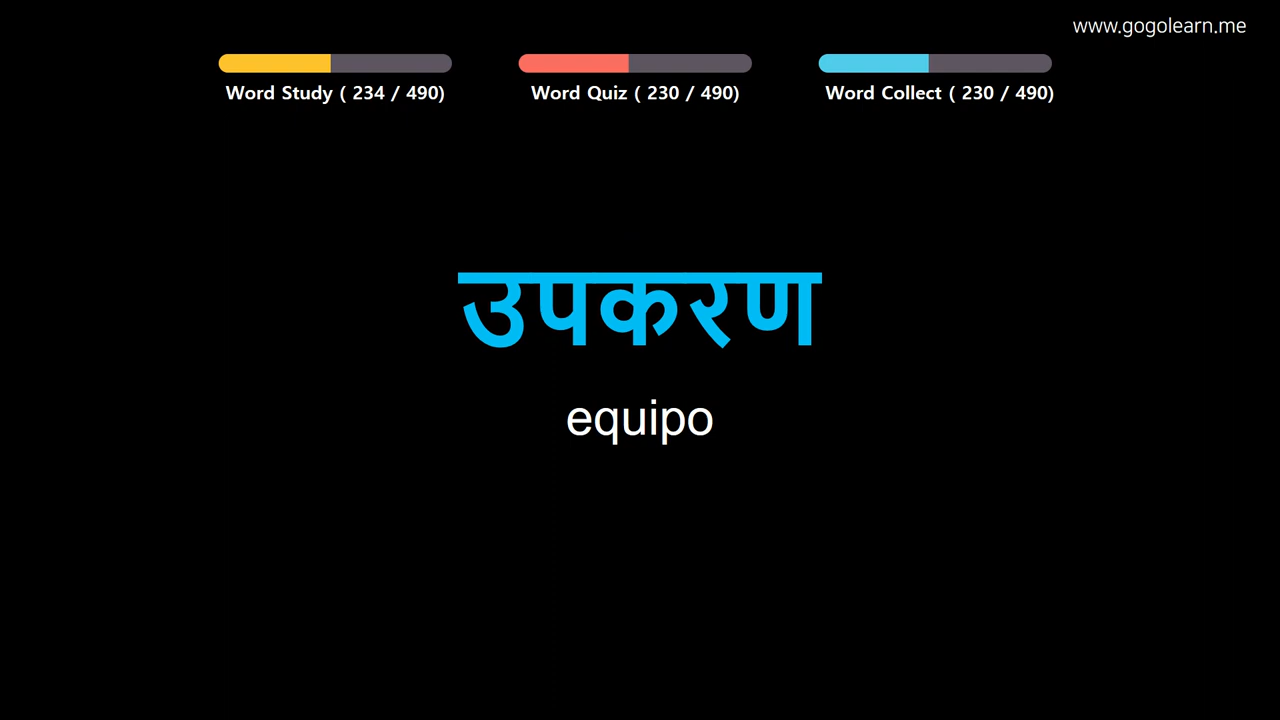 www.gogolearn.me
Word Study ( 234 / 490)
Word Quiz ( 230 / 490)
Word Collect ( 230 / 490)
उपकरण
equipo